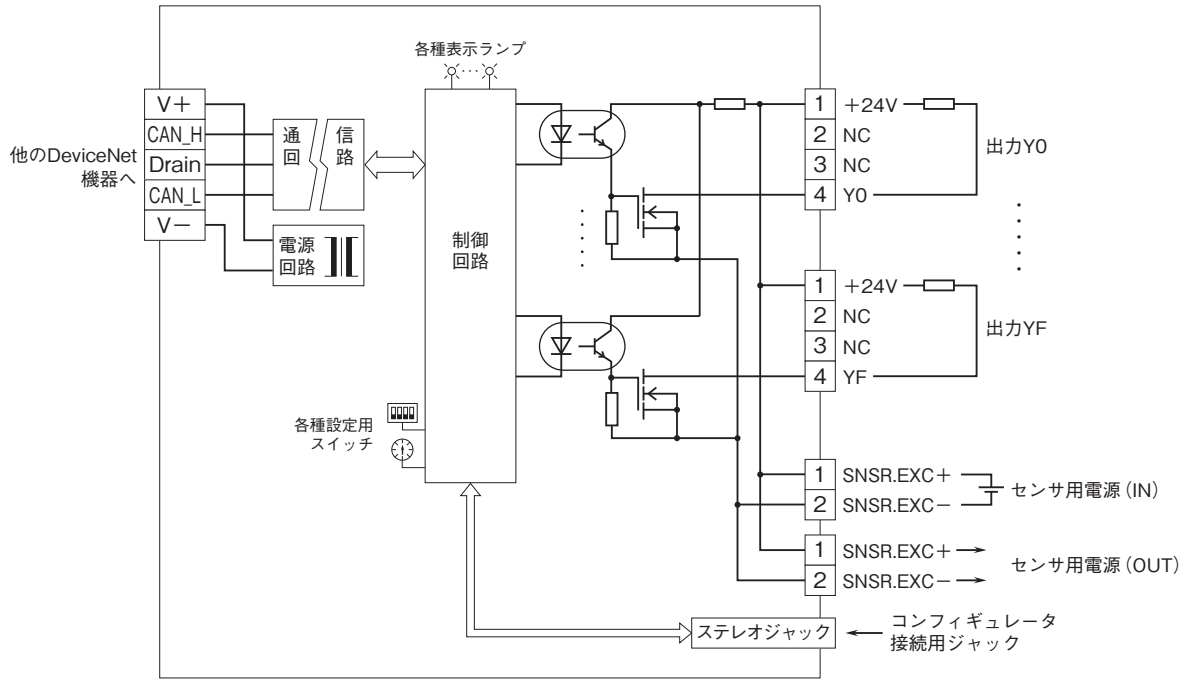 各種表示ランプ
他のDeviceNet
機器へ
V+
CAN_H
Drain
CAN_L
V−
通信
回路
電源
回路
制御
回路
各種設定用
スイッチ
1 +24V
2 NC
3 NC
4 Y0
出力Y0
1 +24V
2 NC
3 NC
4 YF
出力YF
1 SNSR.EXC+
2 SNSR.EXC−
センサ用電源(IN)
1 SNSR.EXC+
2 SNSR.EXC−
センサ用電源(OUT)
ステレオジャック
コンフィギュレータ
接続用ジャック